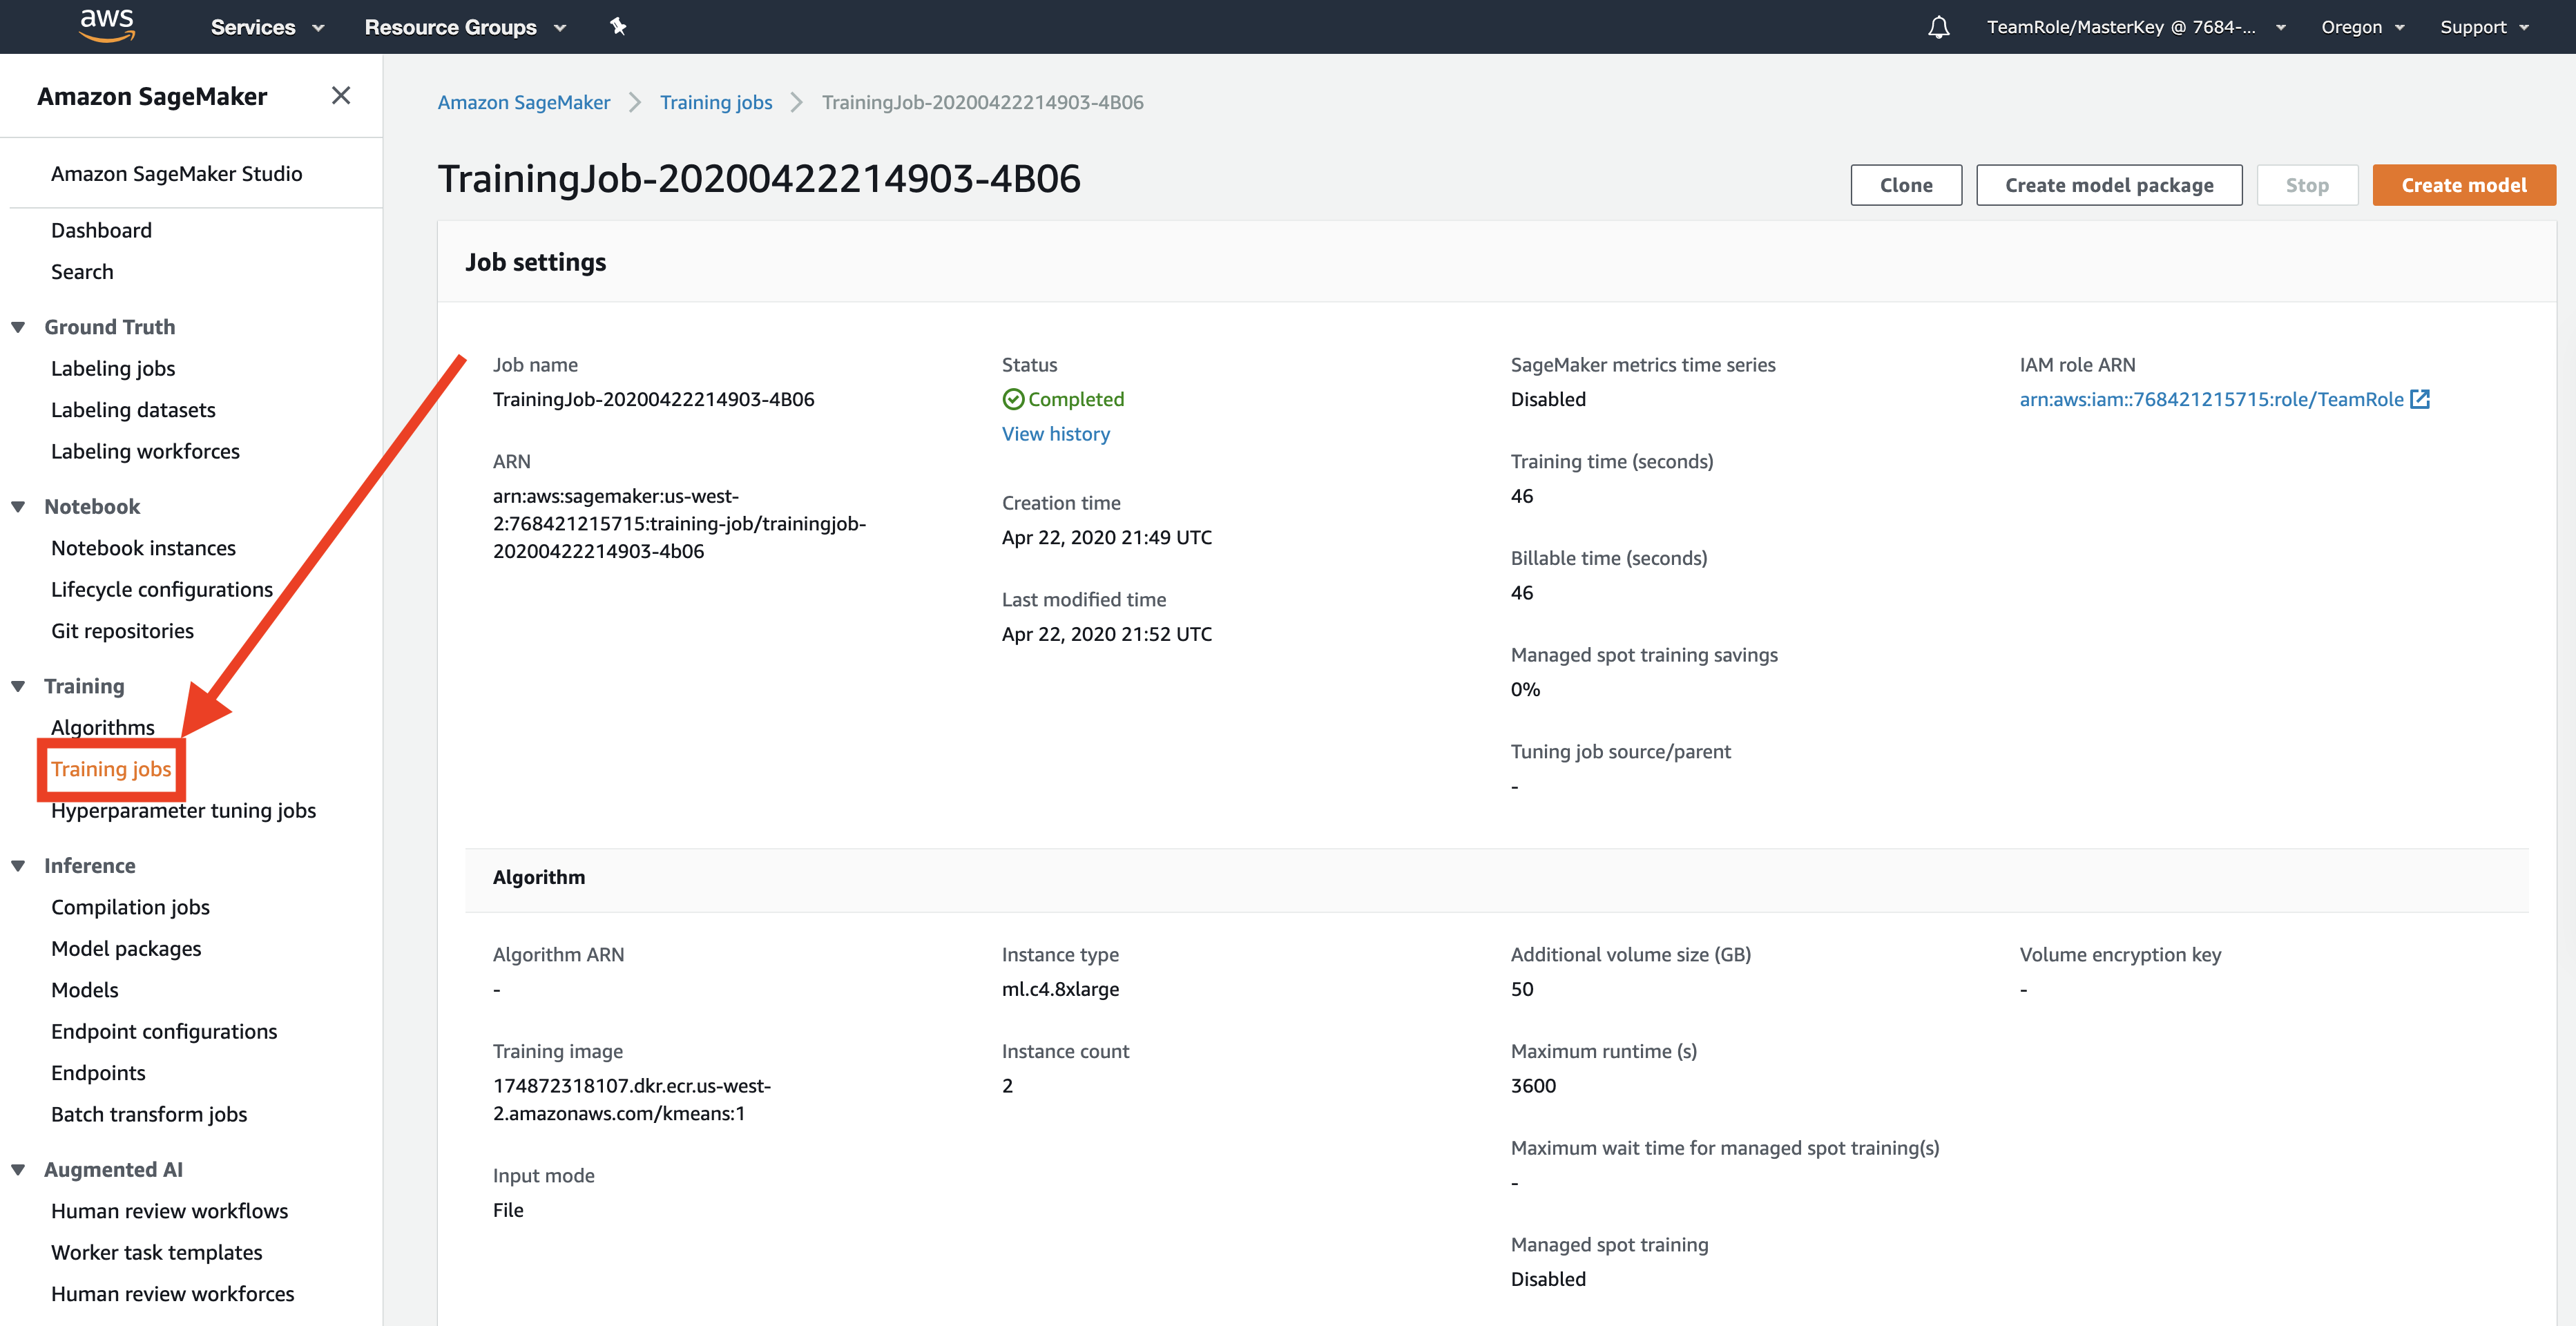 aws
Services
Resource Groups
TeamRole/MasterKey @ 7684-...
Oregon
Support
Amazon SageMaker
Amazon SageMaker Studio
Dashboard
Search
Ground Truth
Labeling jobs
Labeling datasets
Labeling workforces
Notebook
Notebook instances
Lifecycle configurations
Git repositories
Training
Algorithms
Training jobs
Hyperparameter tuning jobs
Inference
Compilation jobs
Model packages
Models
Endpoint configurations
Endpoints
Batch transform jobs
Augmented AI
Human review workflows
Worker task templates
Human review workforces
Amazon SageMaker
Training jobs
TrainingJob-20200422214903-4B06
TrainingJob-20200422214903-4B06
Clone
Create model package
Stop
Create model
Job settings
Job name
TrainingJob-20200422214903-4B06
ARN
arn:aws:sagemaker:us-west-
2:768421215715:training-job/trainingjob-
20200422214903-4b06
Status
Completed
View history
Creation time
Apr 22, 2020 21:49 UTC
Last modified time
Apr 22, 2020 21:52 UTC
SageMaker metrics time series
Disabled
Training time (seconds)
46
Billable time (seconds)
46
Managed spot training savings
0%
Tuning job source/parent
-
IAM role ARN
arn:aws:iam::768421215715:role/TeamRole
Algorithm
Algorithm ARN
-
Training image
174872318107.dkr.ecr.us-west-
2.amazonaws.com/kmeans:1
Input mode
File
Instance type
ml.c4.8xlarge
Instance count
2
Additional volume size (GB)
50
Maximum runtime (s)
3600
Maximum wait time for managed spot training(s)
-
Managed spot training
Disabled
Volume encryption key
-